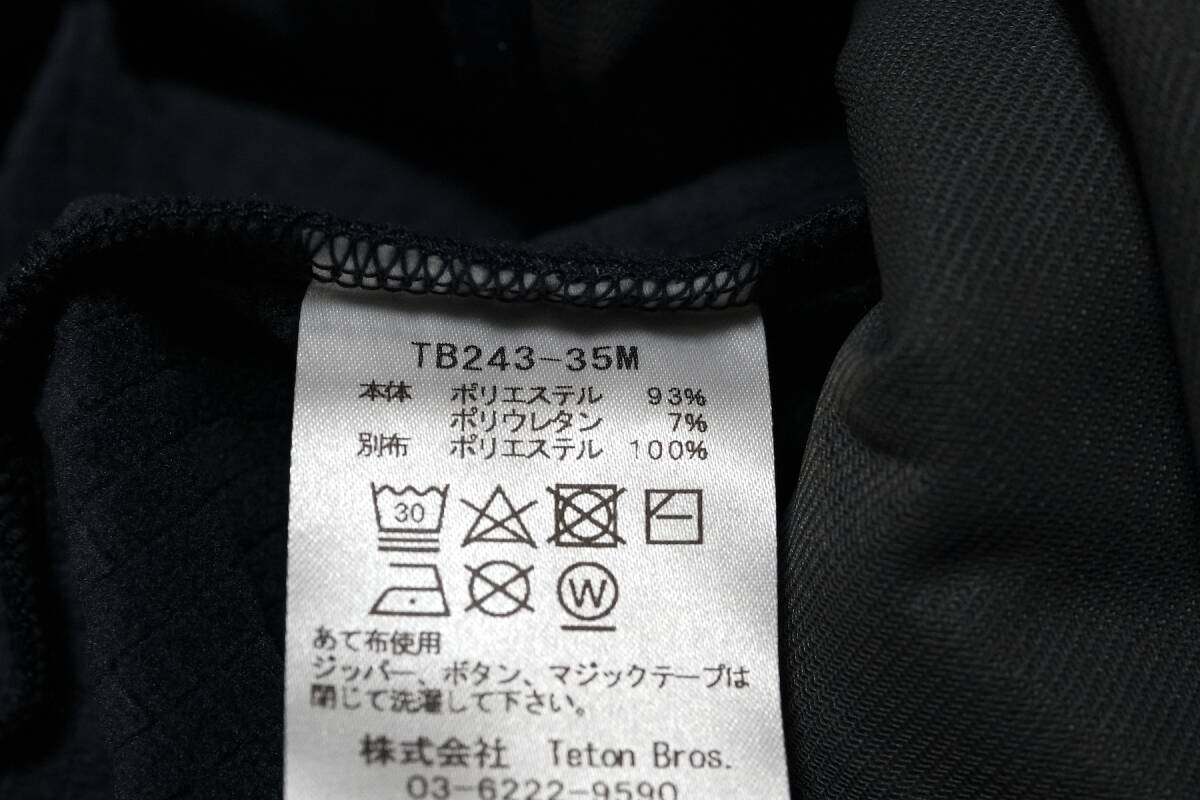 TB243-35M
本体 ポリエステル 93%
ポリウレタン 7%
別布 ポリエステル 100%
30
W
あて布使用
ジッパー、ボタン、マジックテープは
閉じて洗濯して下さい。
株式会社 Teton Bros.
03-6222-9590